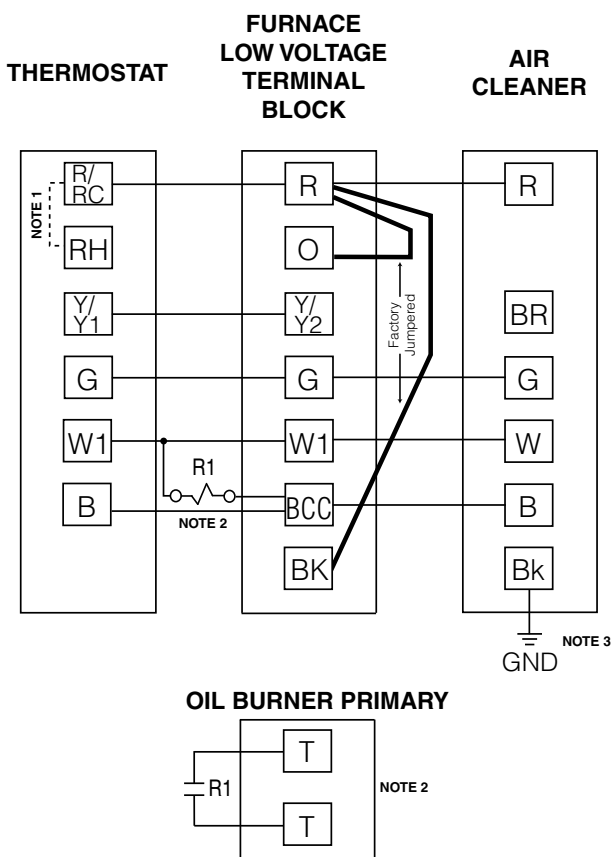 THERMOSTAT
FURNACE
LOW VOLTAGE
TERMINAL
BLOCK
AIR
CLEANER
NOTE 1
R/
RC
RH
Y/
Y1
G
W1
B
R1
NOTE 2
R
O
Y/
Y2
G
W1
BCC
BK
Factory
Jumpered
R
BR
G
W
B
Bk
GND
NOTE 3
OIL BURNER PRIMARY
R1
T
T
NOTE 2